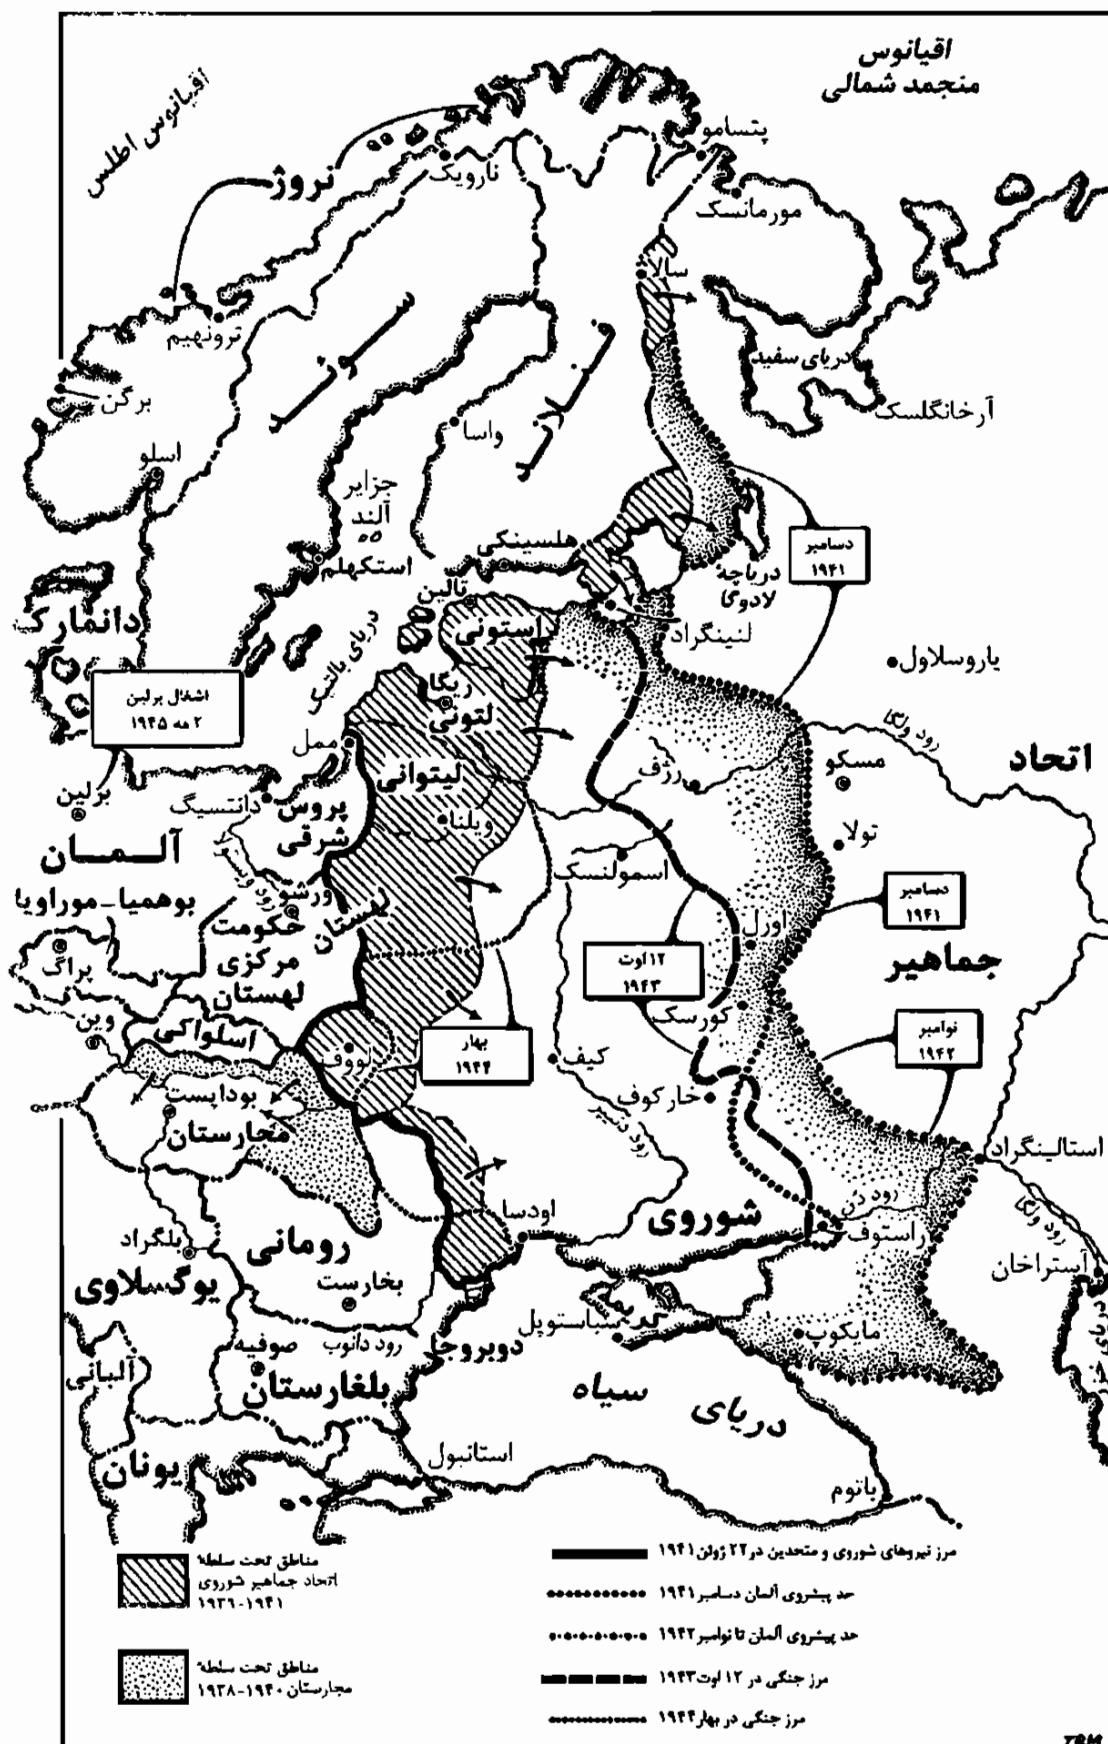 اقیانوس
منجمد شمالی
اقیانوس اطلس
پتسامو
نارویک
نروژ
مورمانسک
سالا
ترونهیم
سوئد
فنلاند
دریای سفید
برگن
آرخانگلسک
واسا
اسلو
جزایر
آلند
هلسینکی
دسامبر
۱۹۴۱
استکهلم
دریاچهٔ
لادوگا
تالین
دانمارک
استونی
لنینگراد
دریای بالتیک
یاروسلاول
ریگا
اشغال برلین
۲ مه ۱۹۴۵
لتونی
رود ولگا
ممل
اتحاد
لیتوانی
رژف
مسکو
برلین
دانتسیگ
پروس
شرقی
ویلنا
تولا
آلـمـان
اسمولنسک
رود ویستول
بوهمیا-موراویا
ورشو
دسامبر
۱۹۴۱
لهستان
حکومت
مرکزی
لهستان
اورل
پراگ
۱۲ اوت
۱۹۴۳
جماهیر
کورسک
وین
اسلواکی
نوامبر
۱۹۴۲
لووف
بهار
۱۹۴۴
کیف
بوداپست
خارکوف
رود دنیپر
مجارستان
استالینگراد
رود دن
اودسا
شوروی
رود ولگا
راستوف
بلگراد
رومانی
آستراخان
یوگسلاوی
بخارست
کریمه
دریای خزر
سباستوپل
مایکوپ
صوفیه
رود دانوب
دوبروجا
آلبانی
بلغارستان
دریای سیاه
یونان
استانبول
باتوم
مناطق تحت سلطهٔ
اتحاد جماهیر شوروی
۱۹۳۹-۱۹۴۱
مناطق تحت سلطهٔ
مجارستان ۱۹۴۰-۱۹۳۸
مرز نیروهای شوروی و متحدین در ۲۲ ژوئن ۱۹۴۱
حد پیشروی آلمان دسامبر ۱۹۴۱
حد پیشروی آلمان تا نوامبر ۱۹۴۲
مرز جنگی در ۱۲ اوت ۱۹۴۳
مرز جنگی در بهار ۱۹۴۴